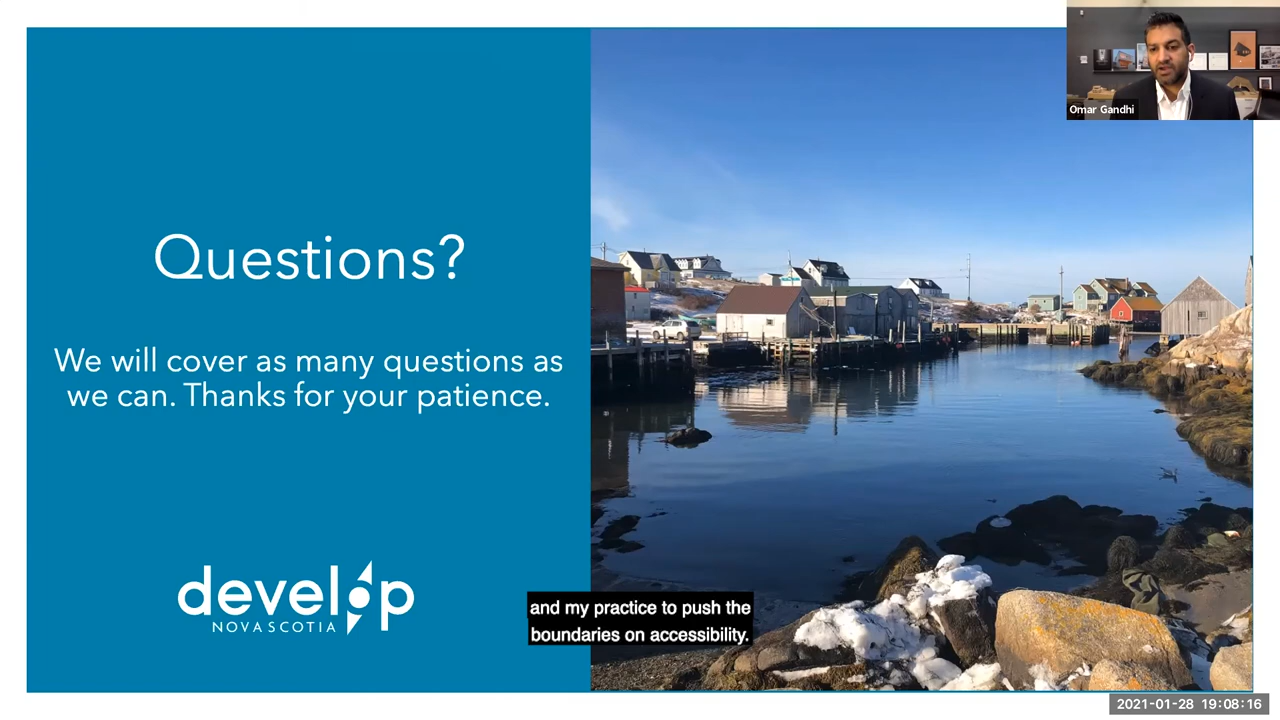 Omar Gandhi
Questions?
We will cover as many questions as
we can. Thanks for your patience.
develop
NOVA SCOTIA
and my practice to push the
boundaries on accessibility.
2021-01-28 19:08:16